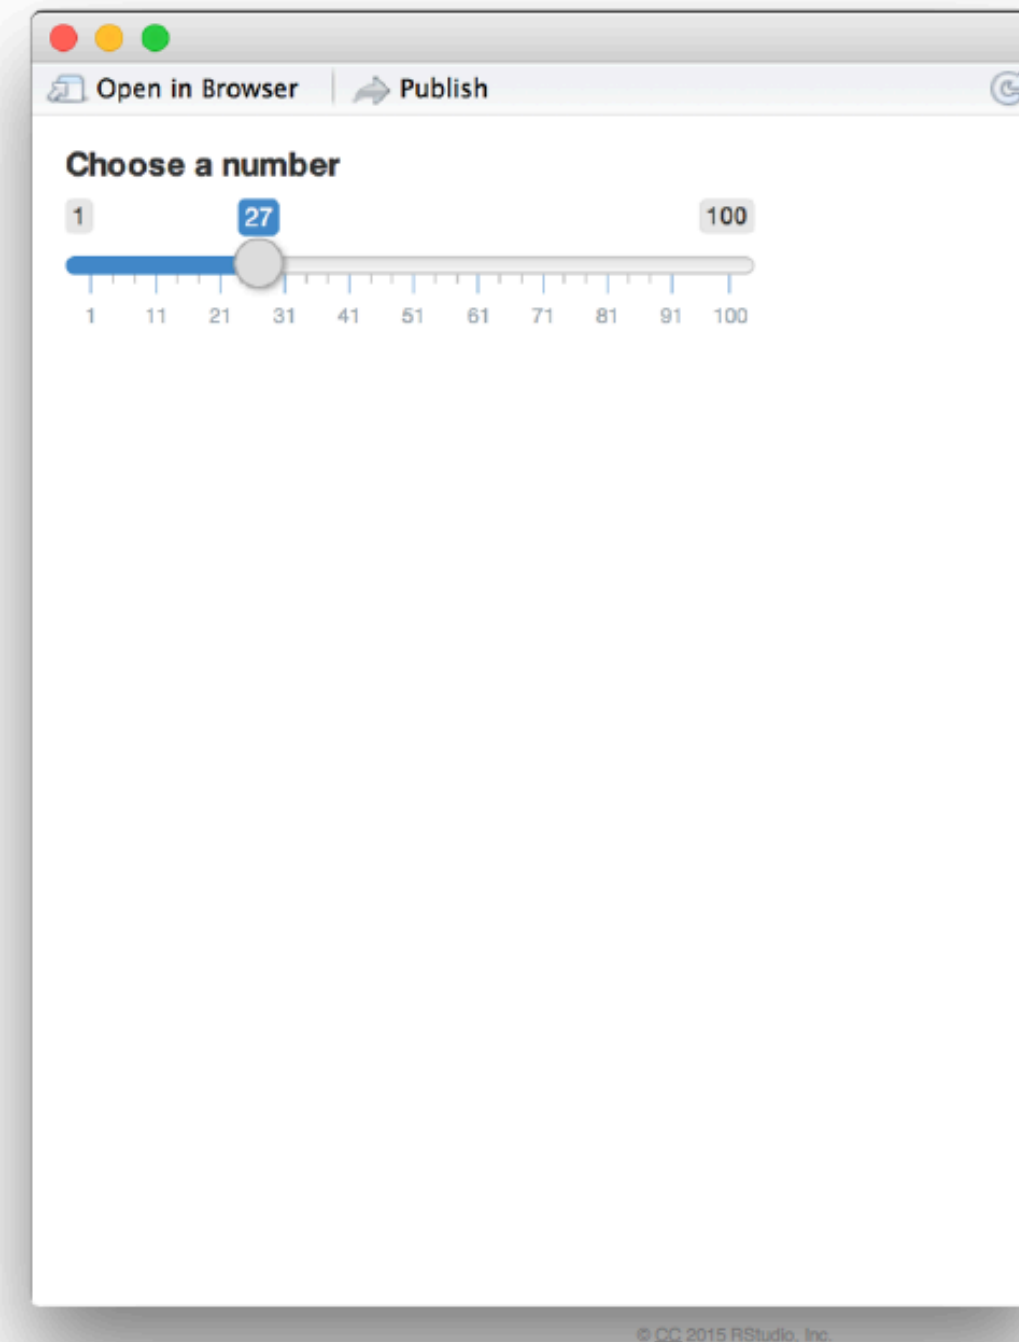 Open in Browser Publish
Choose a number
1 27 100
1 11 21 31 41 51 61 71 81 91 100
© CC 2015 RStudio, Inc.